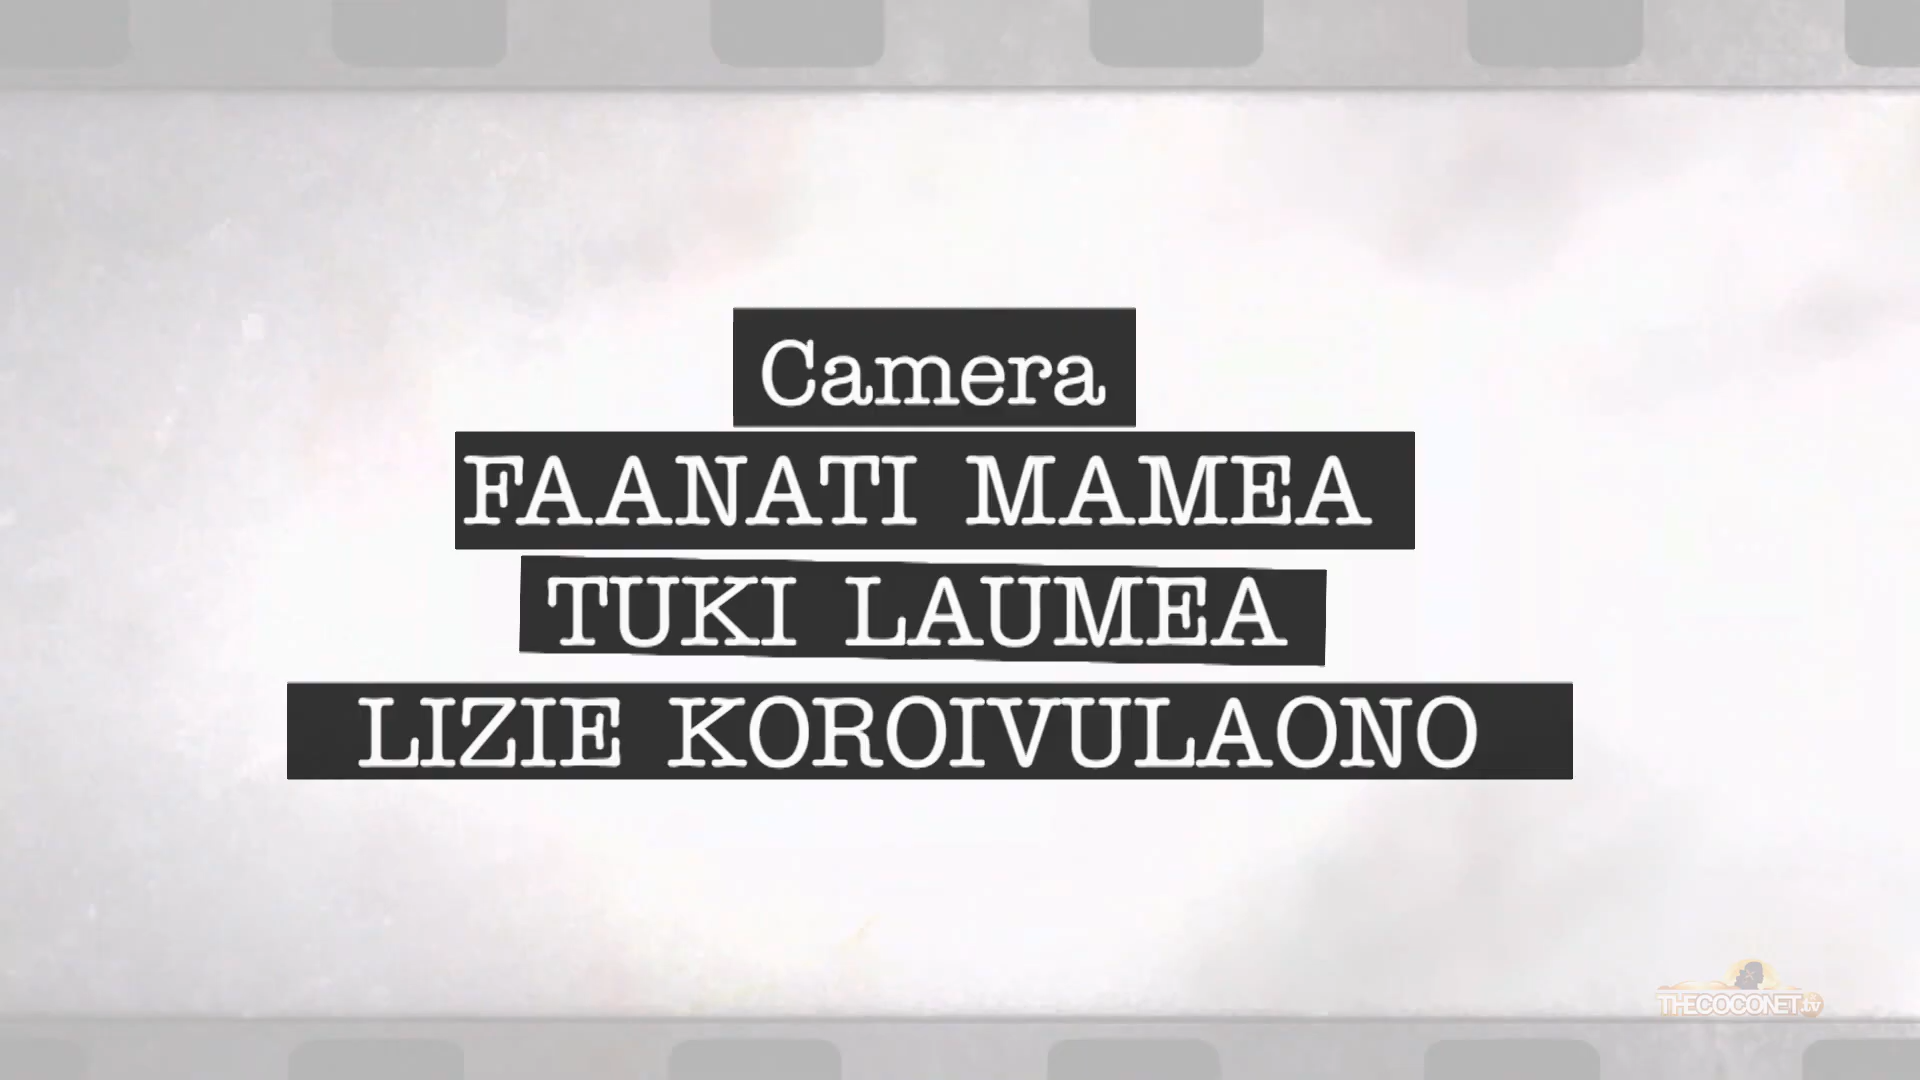 Camera
FAANATI MAMEA
TUKI LAUMEA
LIZIE KOROIVULAONO
THECOCONET.tv